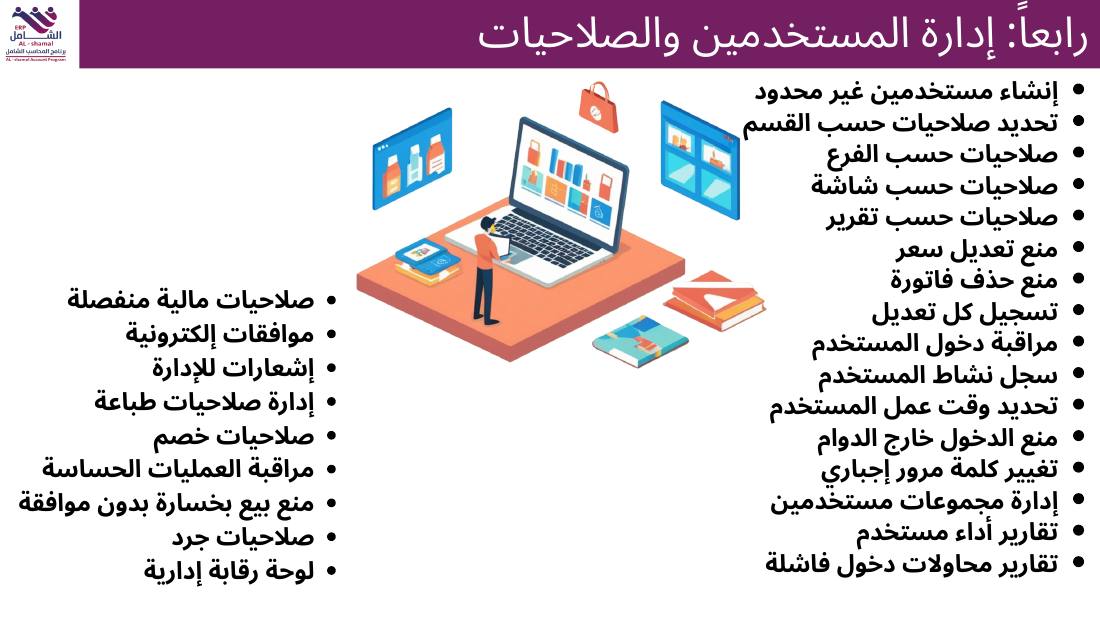 رابعاً: إدارة المستخدمين والصلاحيات
ERP
الشامل
AL - shamal
برنامج المحاسب الشامل
AL - shamel Account Program
إنشاء مستخدمين غير محدود
تحديد صلاحيات حسب القسم
صلاحيات حسب الفرع
صلاحيات حسب شاشة
صلاحيات حسب تقرير
منع تعديل سعر
منع حذف فاتورة
تسجيل كل تعديل
مراقبة دخول المستخدم
سجل نشاط المستخدم
تحديد وقت عمل المستخدم
منع الدخول خارج الدوام
تغيير كلمة مرور إجباري
إدارة مجموعات مستخدمين
تقارير أداء مستخدم
تقارير محاولات دخول فاشلة
صلاحيات مالية منفصلة
موافقات إلكترونية
إشعارات للإدارة
إدارة صلاحيات طباعة
صلاحيات خصم
مراقبة العمليات الحساسة
منع بيع بخسارة بدون موافقة
صلاحيات جرد
لوحة رقابة إدارية